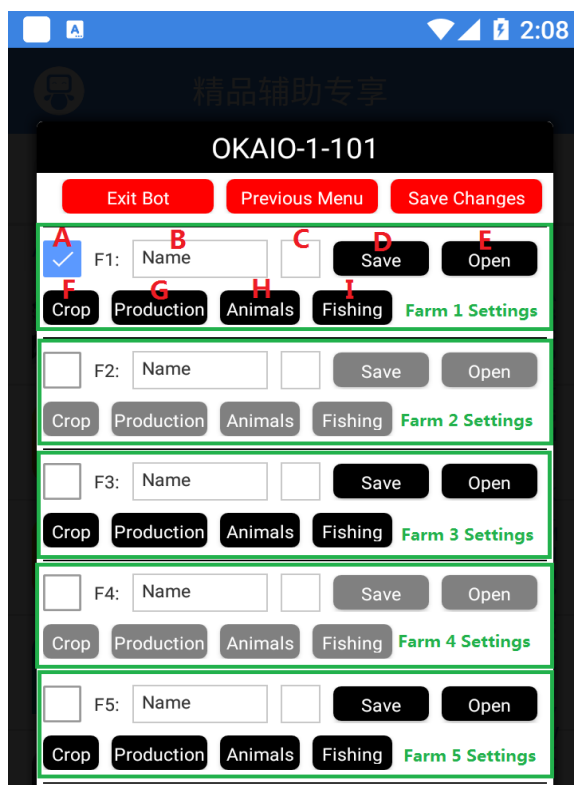 A 2:08
精品辅助专享
OKAIO-1-101
Exit Bot Previous Menu Save Changes
A B C D E
F1: Name Save Open
F G H I
Crop Production Animals Fishing Farm 1 Settings
F2: Name Save Open
Crop Production Animals Fishing Farm 2 Settings
F3: Name Save Open
Crop Production Animals Fishing Farm 3 Settings
F4: Name Save Open
Crop Production Animals Fishing Farm 4 Settings
F5: Name Save Open
Crop Production Animals Fishing Farm 5 Settings